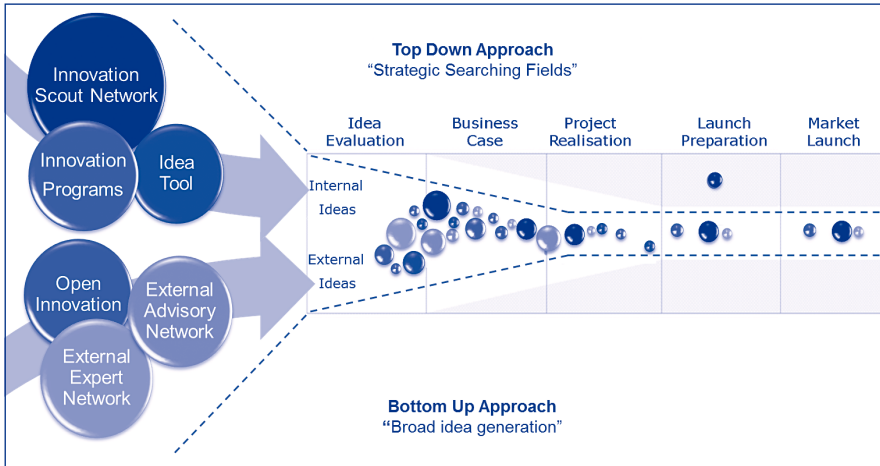 Innovation
Scout Network
Innovation
Programs
Idea
Tool
Open
Innovation
External
Advisory
Network
External
Expert
Network
Top Down Approach
“Strategic Searching Fields”
Idea
Evaluation
Business
Case
Project
Realisation
Launch
Preparation
Market
Launch
Internal
Ideas
External
Ideas
Bottom Up Approach
“Broad idea generation”